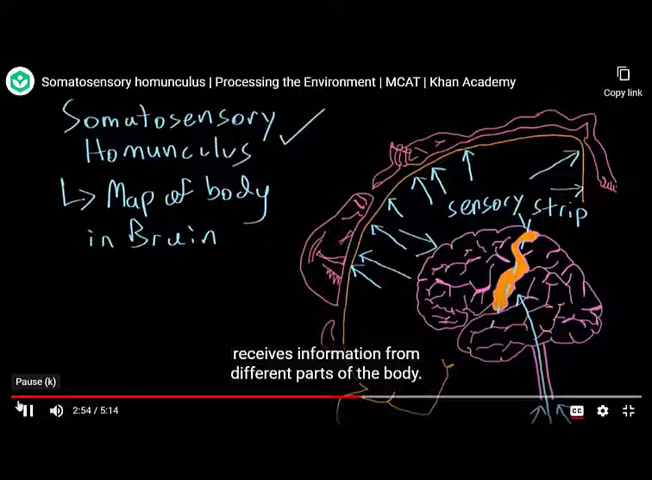 Somatosensory homunculus | Processing the Environment | MCAT | Khan Academy
Copy link
Somatosensory
Homunculus
Map of body
in Brain
sensory strip
receives information from
different parts of the body.
Pause (k)
2:54 / 5:14
CC